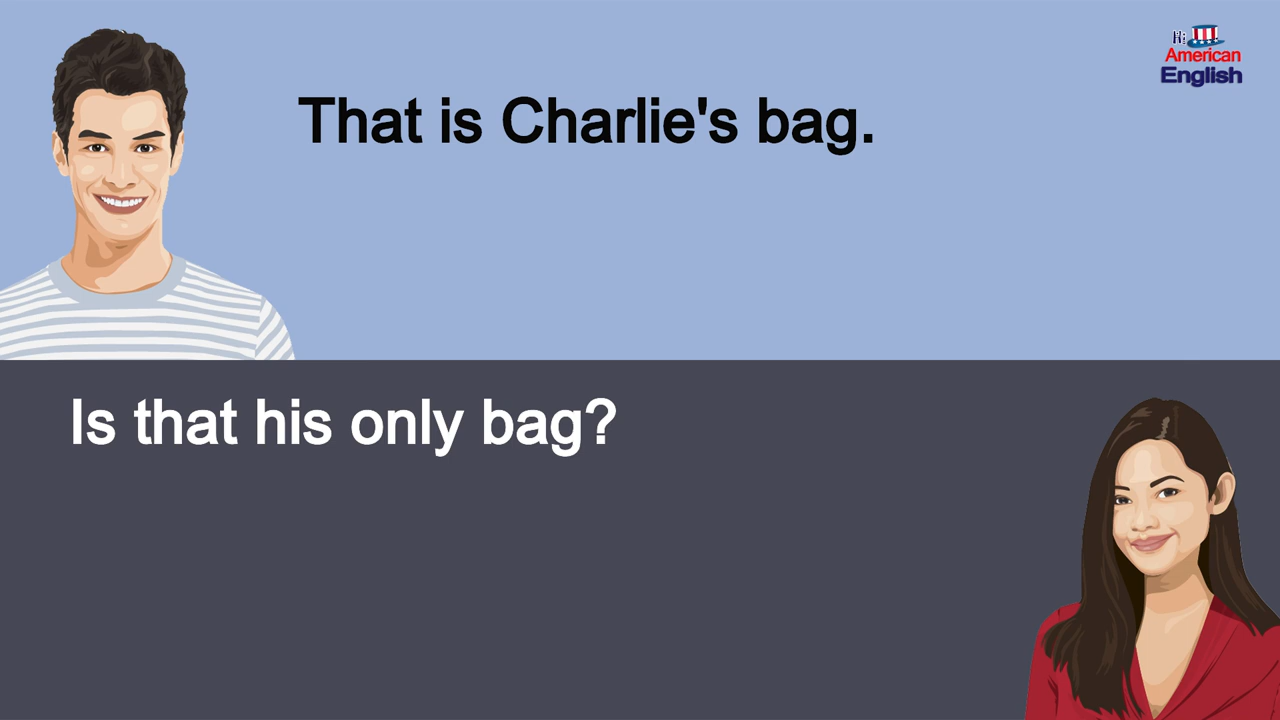 Hi
American
English
That is Charlie's bag.
Is that his only bag?